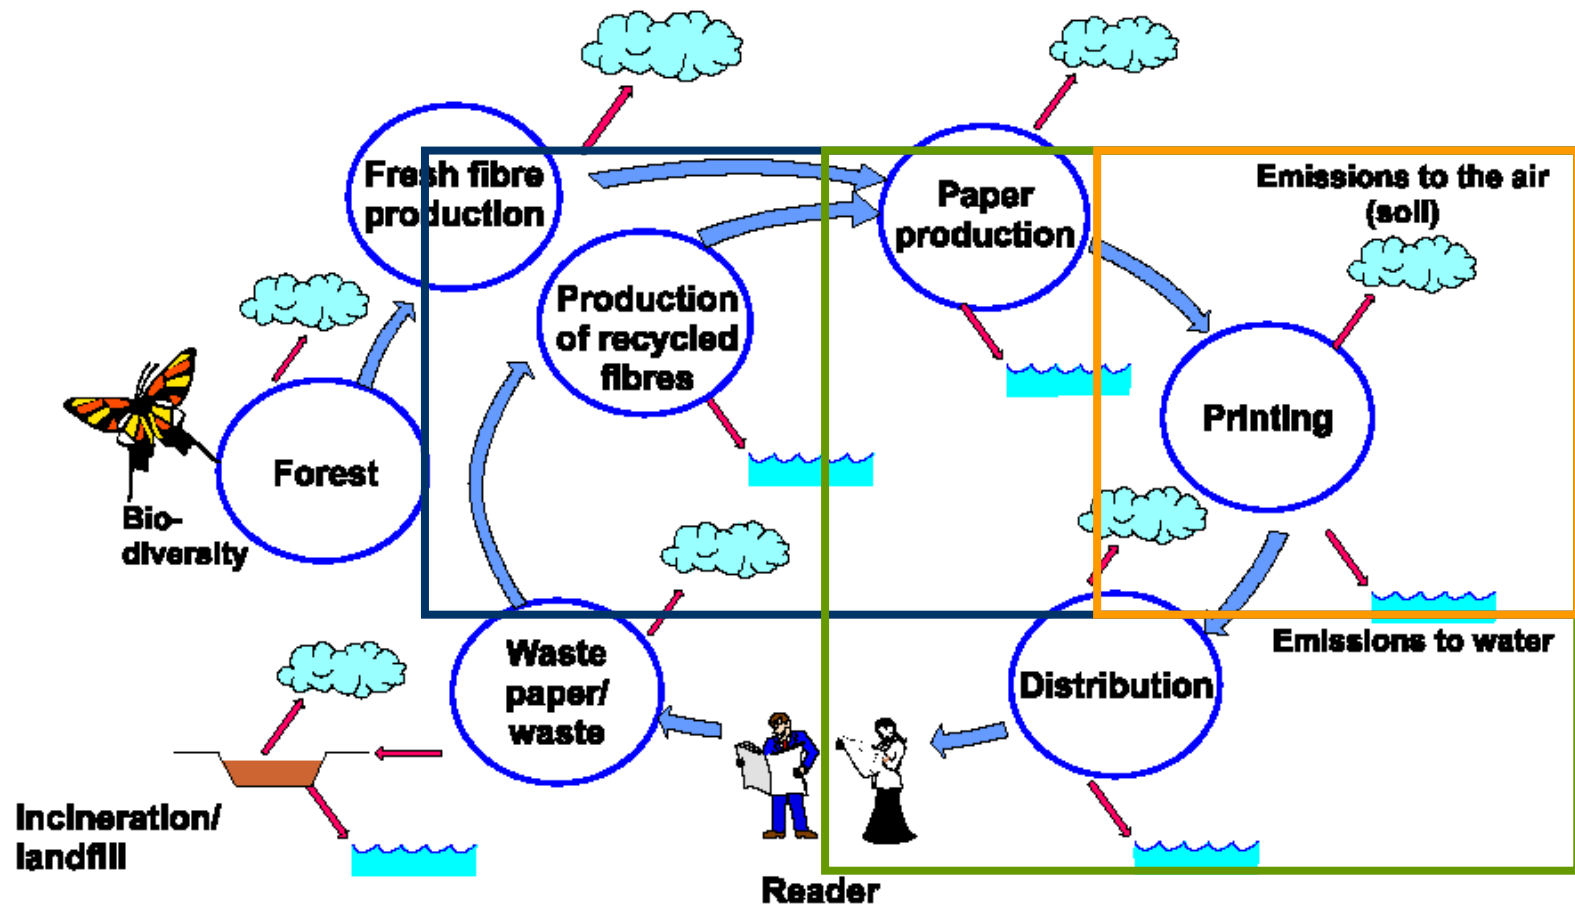 Fresh fibre
production
Paper
production
Emissions to the air
(soil)
Production
of recycled
fibres
Printing
Forest
Bio-
diversity
Waste
paper/
waste
Emissions to water
Distribution
Incineration/
landfill
Reader